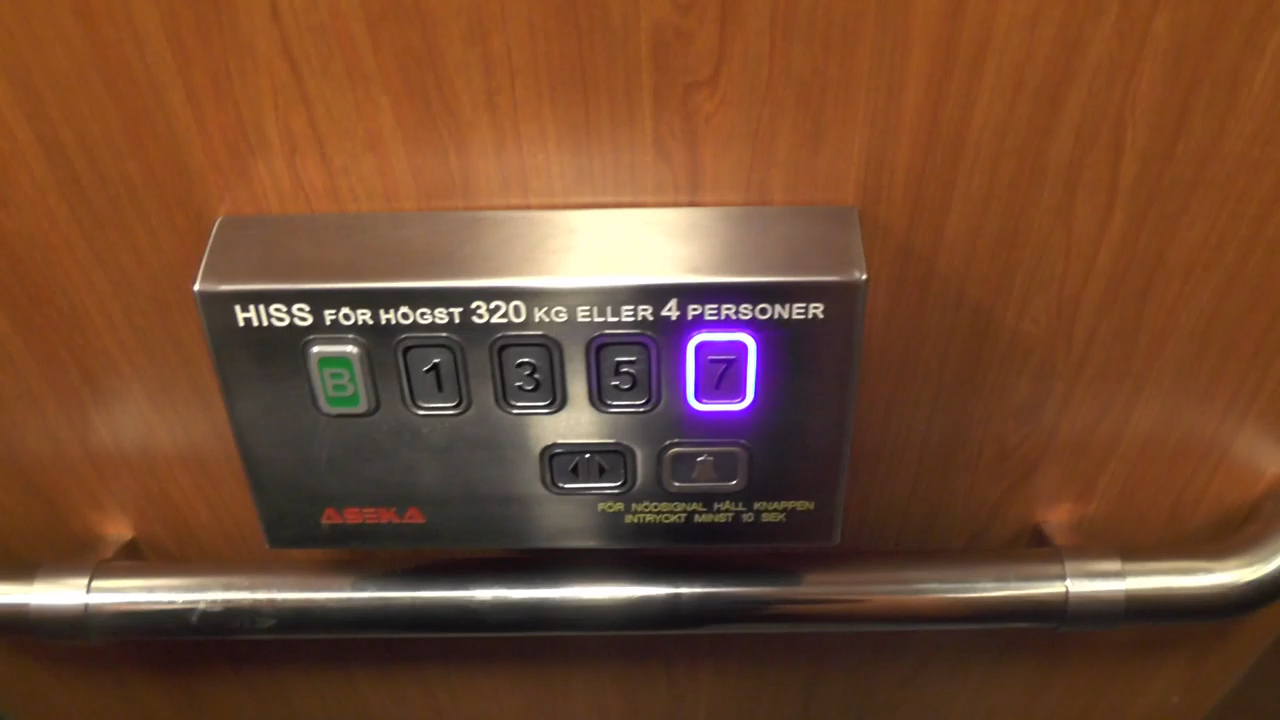 HISS FÖR HÖGST 320 KG ELLER 4 PERSONER
B 1 3 5 7
ASEKA
FÖR NÖDSIGNAL HÅLL KNAPPEN
INTRYCKT MINST 10 SEK